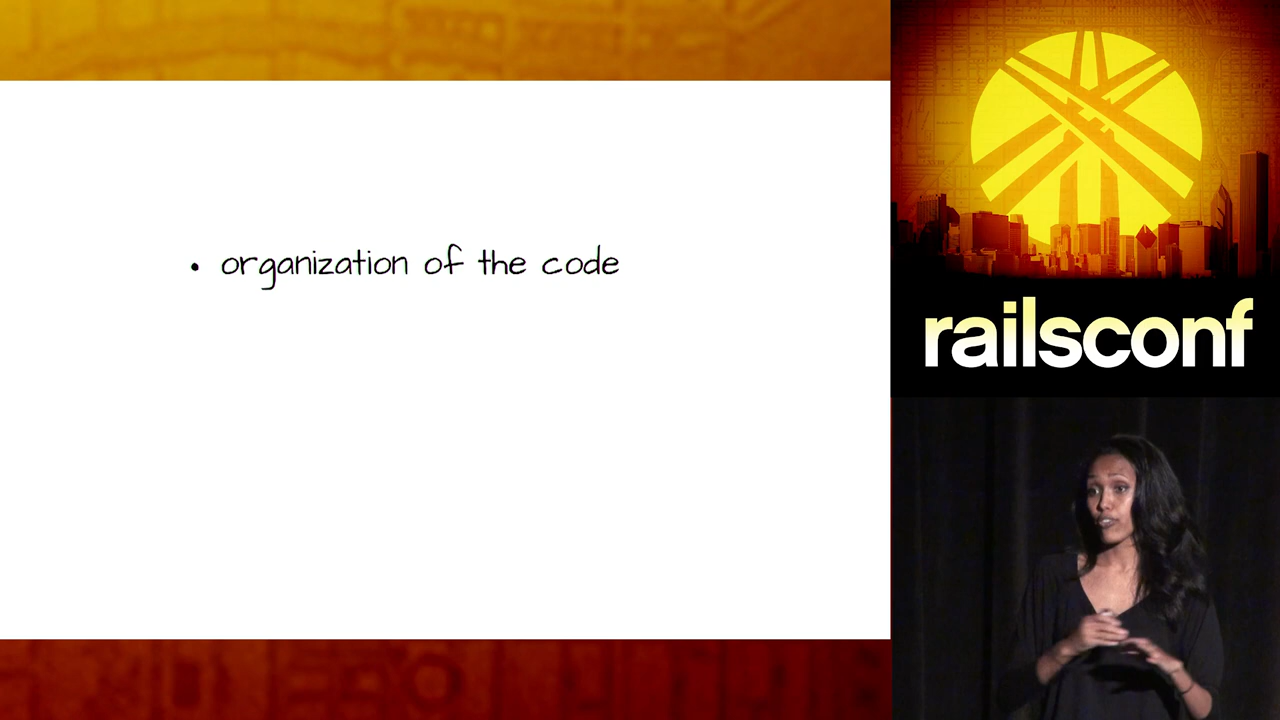 • organization of the code
railsconf